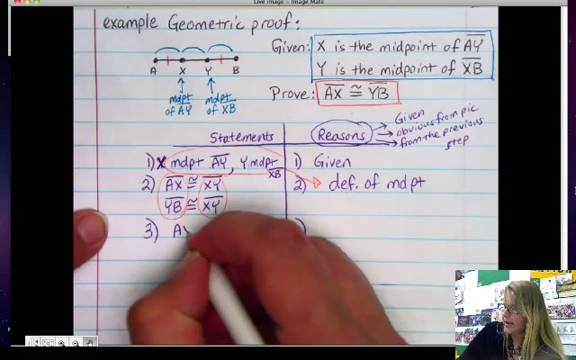 Live image - Image Mate
example Geometric proof:
Given: X is the midpoint of AY
Y is the midpoint of XB
A X Y B
mdpt of AY
mdpt of XB
Prove: AX ≅ YB
Statements
Reasons
Given
obvious from pic
from the previous step
1) X mdpt AY, Y mdpt XB
1) Given
2) AX ≅ XY
2) def. of mdpt
YB ≅ XY
3) AX